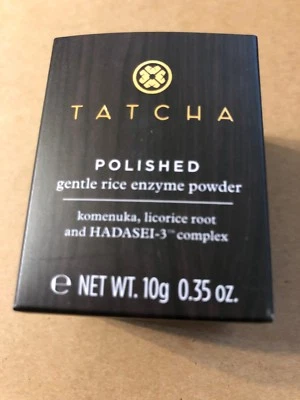 TATCHA
POLISHED
gentle rice enzyme powder
komenuka, licorice root
and HADASEI-3™ complex
℮ NET WT. 10g 0.35 oz.